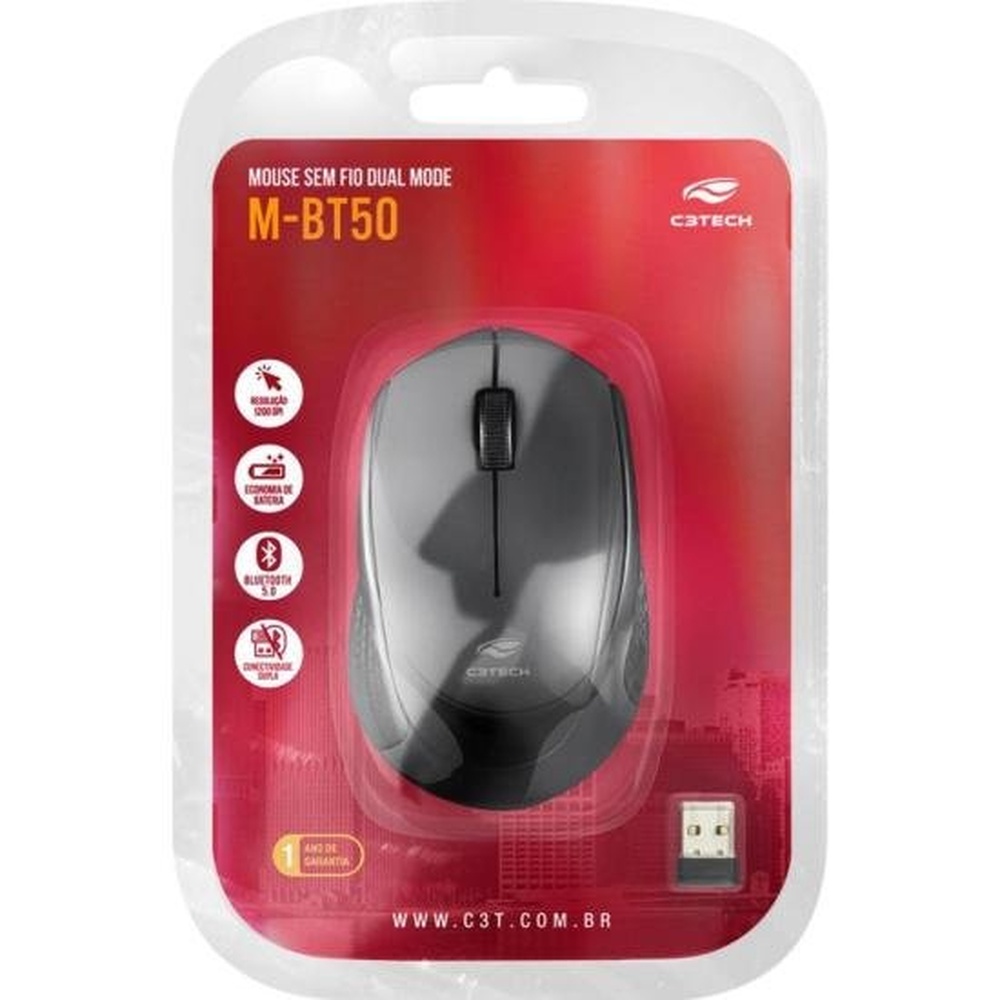 MOUSE SEM FIO DUAL MODE
M-BT50
C3TECH
RESOLUÇÃO
1200 DPI
ECONOMIA DE
BATERIA
BLUETOOTH
5.0
CONECTIVIDADE
DUPLA
C3TECH
1 ANO DE
GARANTIA
WWW.C3T.COM.BR